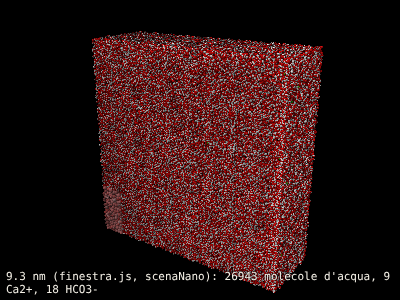 9.3 nm (finestra.js, scenaNano): 26943 molecole d'acqua, 9
Ca2+, 18 HCO3-